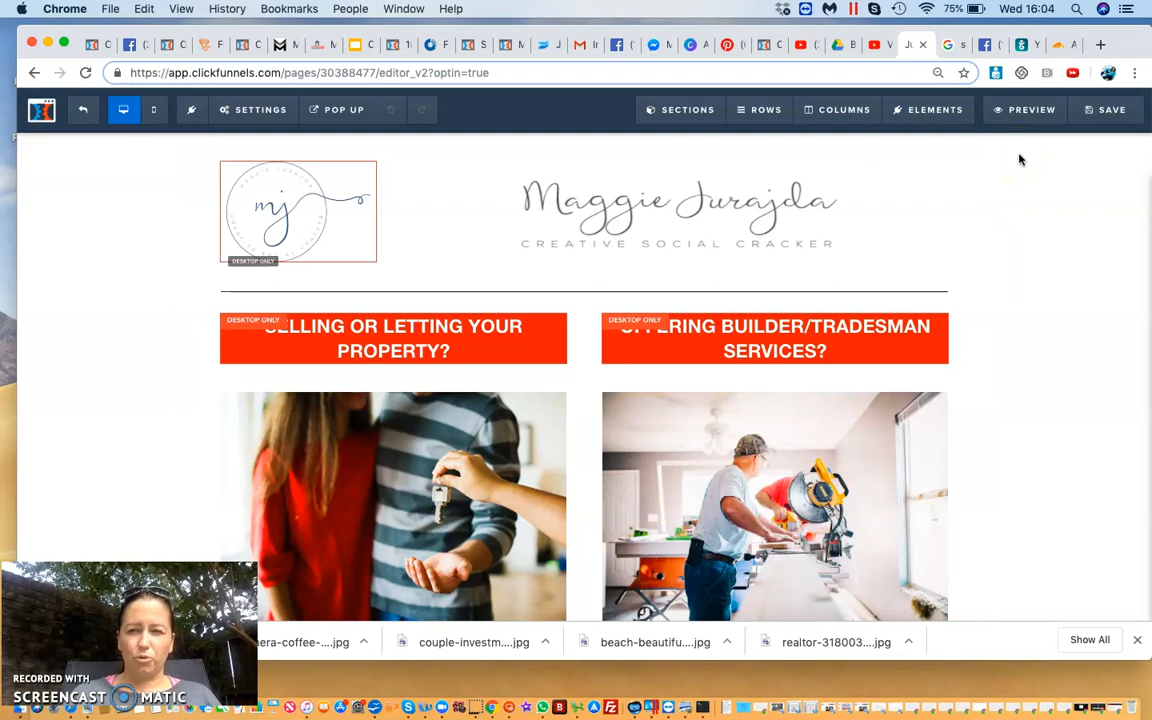 Chrome File Edit View History Bookmarks People Window Help 75% Wed 16:04
https://app.clickfunnels.com/pages/30388477/editor_v2?optin=true
SETTINGS POP UP SECTIONS ROWS COLUMNS ELEMENTS PREVIEW SAVE
mj
Maggie Jurajda
CREATIVE SOCIAL CRACKER
DESKTOP ONLY
DESKTOP ONLY
SELLING OR LETTING YOUR
PROPERTY?
DESKTOP ONLY
OFFERING BUILDER/TRADESMAN
SERVICES?
nera-coffee-....jpg couple-investm....jpg beach-beautifu....jpg realtor-318003....jpg Show All
RECORDED WITH
SCREENCAST MATIC